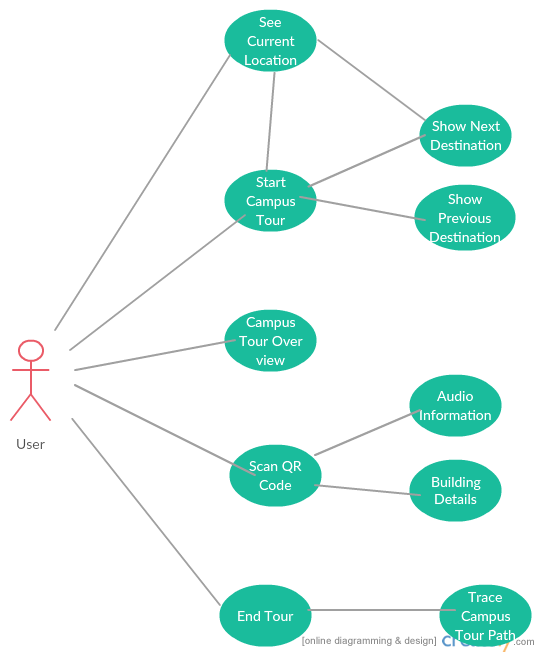 See
Current
Location
Show Next
Destination
Start
Campus
Tour
Show
Previous
Destination
Campus
Tour Over
view
Audio
Information
User
Scan QR
Code
Building
Details
End Tour
Trace
Campus
Tour Path
[online diagramming & design]
.com